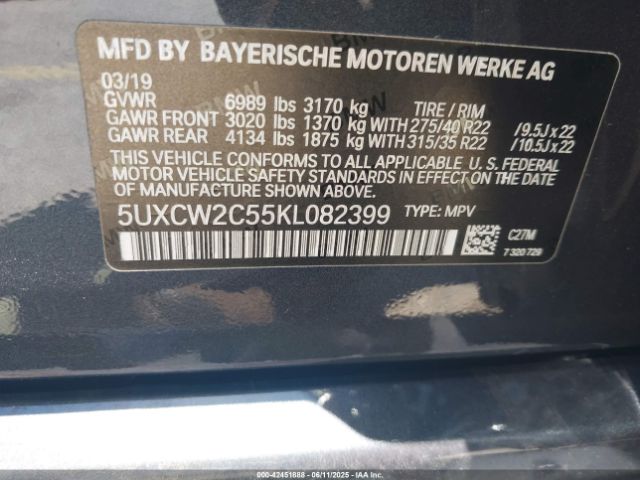 MFD BY BAYERISCHE MOTOREN WERKE AG
03/19
GVWR 6989 lbs 3170 kg TIRE / RIM
GAWR FRONT 3020 lbs 1370 kg WITH 275/40 R22 /9.5J x 22
GAWR REAR 4134 lbs 1875 kg WITH 315/35 R22 /10.5J x 22
THIS VEHICLE CONFORMS TO ALL APPLICABLE U. S. FEDERAL
MOTOR VEHICLE SAFETY STANDARDS IN EFFECT
ON THE DATE OF MANUFACTURE SHOWN ABOVE.
5UXCW2C55KL082399 TYPE: MPV
C27M
7 320 729
000-42451888 - 06/11/2025 - IAAI Copart